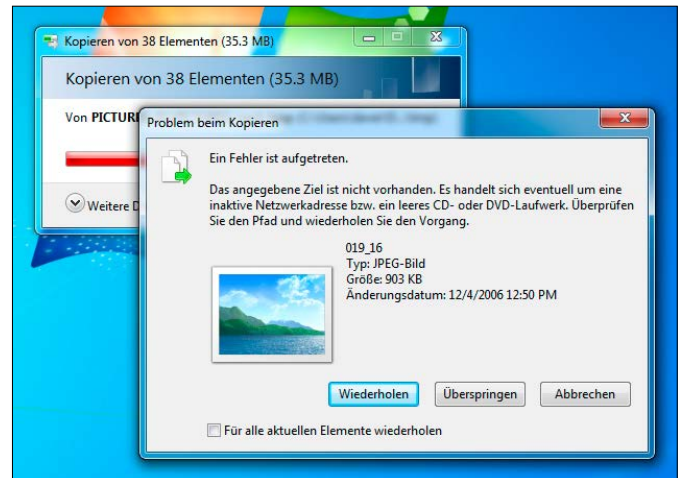 Kopieren von 38 Elementen (35.3 MB)
Kopieren von 38 Elementen (35.3 MB)
Von
Weitere
Problem beim Kopieren
Ein Fehler ist aufgetreten.
Das angegebene Ziel ist nicht vorhanden. Es handelt sich eventuell um eine
inaktive Netzwerkadresse bzw. ein leeres CD- oder DVD-Laufwerk. Überprüfen
Sie den Pfad und wiederholen Sie den Vorgang.
019_16
Typ: JPEG-Bild
Größe: 903 KB
Änderungsdatum: 12/4/2006 12:50 PM
Wiederholen Überspringen Abbrechen
Für alle aktuellen Elemente wiederholen